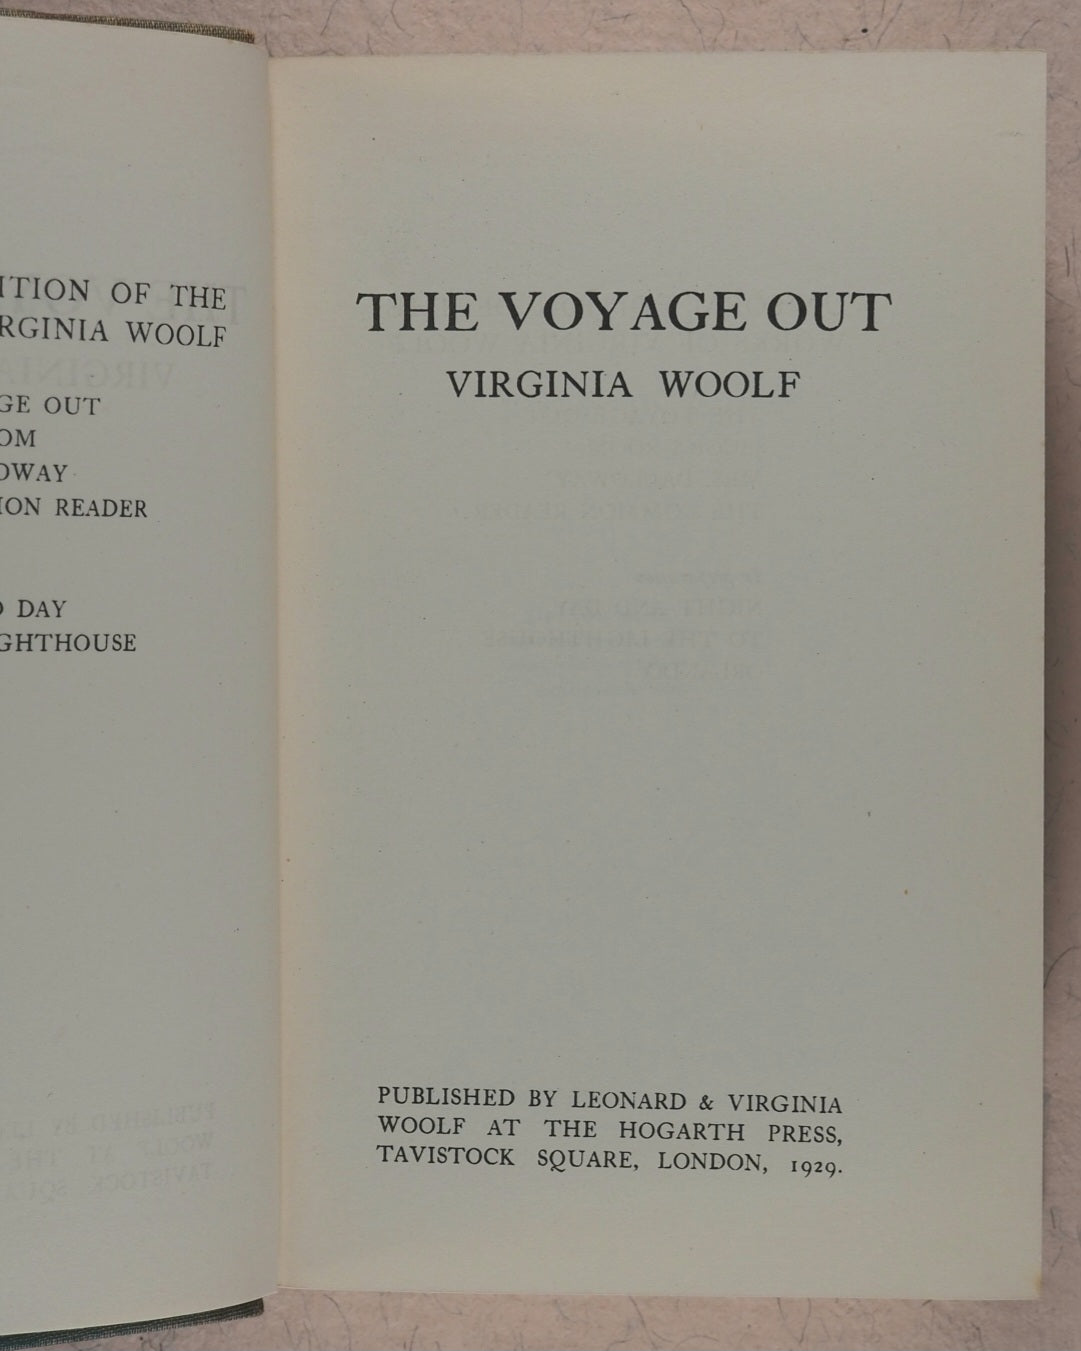 ITION OF THE
RGINIA WOOLF
GE OUT
OM
OWAY
ION READER
DAY
GHTHOUSE
THE VOYAGE OUT
VIRGINIA WOOLF
PUBLISHED BY LEONARD & VIRGINIA
WOOLF AT THE HOGARTH PRESS,
TAVISTOCK SQUARE, LONDON, 1929.